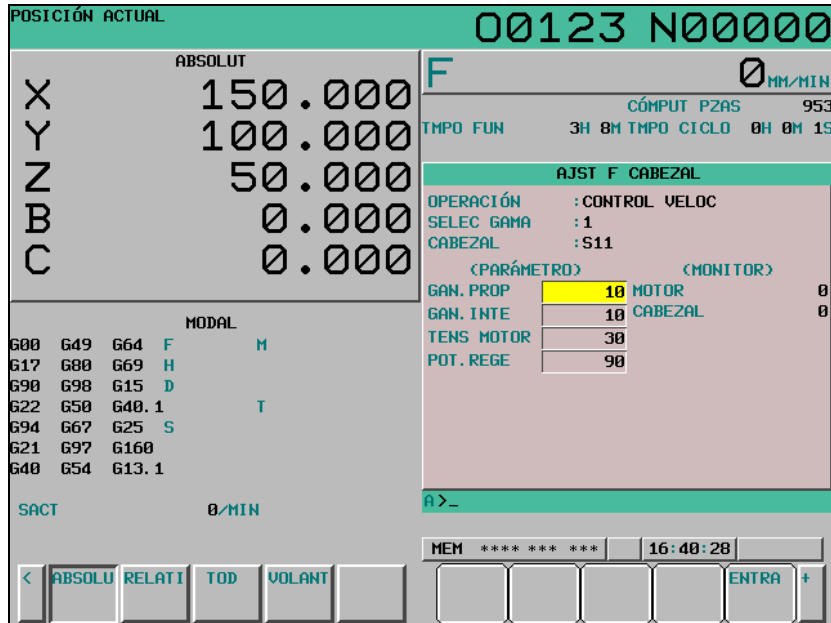 POSICIÓN ACTUAL
O0123 N00000
ABSOLUT
X 150.000
Y 100.000
Z 50.000
B 0.000
C 0.000
F 0 MM/MIN
CÓMPUT PZAS 953
TMPO FUN 3H 8M TMPO CICLO 0H 0M 1S
AJST F CABEZAL
OPERACIÓN :CONTROL VELOC
SELEC GAMA :1
CABEZAL :S11
(PARÁMETRO) (MONITOR)
GAN.PROP 10 MOTOR 0
GAN.INTE 10 CABEZAL 0
TENS MOTOR 30
POT.REGE 90
MODAL
G00 G49 G64 F M
G17 G80 G69 H
G90 G98 G15 D
G22 G50 G40.1 T
G94 G67 G25 S
G21 G97 G160
G40 G54 G13.1
SACT 0/MIN
A>_
MEM **** *** *** 16:40:28
< ABSOLU RELATI TOD VOLANT ENTRA +